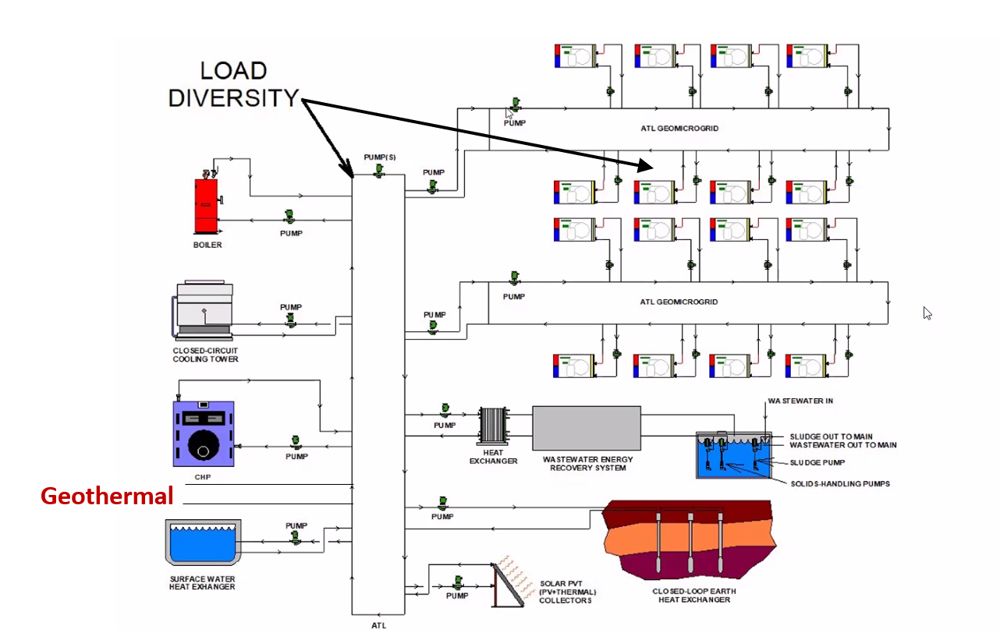 LOAD
DIVERSITY
PUMP
ATL GEOMICROGRID
PUMP(S)
PUMP
PUMP
BOILER
PUMP
ATL GEOMICROGRID
PUMP
PUMP
CLOSED-CIRCUIT
COOLING TOWER
WASTEWATER IN
PUMP
HEAT
EXCHANGER
WASTEWATER ENERGY
RECOVERY SYSTEM
SLUDGE OUT TO MAIN
WASTEWATER OUT TO MAIN
SLUDGE PUMP
SOLIDS-HANDLING PUMPS
PUMP
CHP
Geothermal
PUMP
PUMP
SURFACE WATER
HEAT EXHANGER
PUMP
SOLAR PVT
(PV+THERMAL)
COLLECTORS
CLOSED-LOOP EARTH
HEAT EXCHANGER
ATL